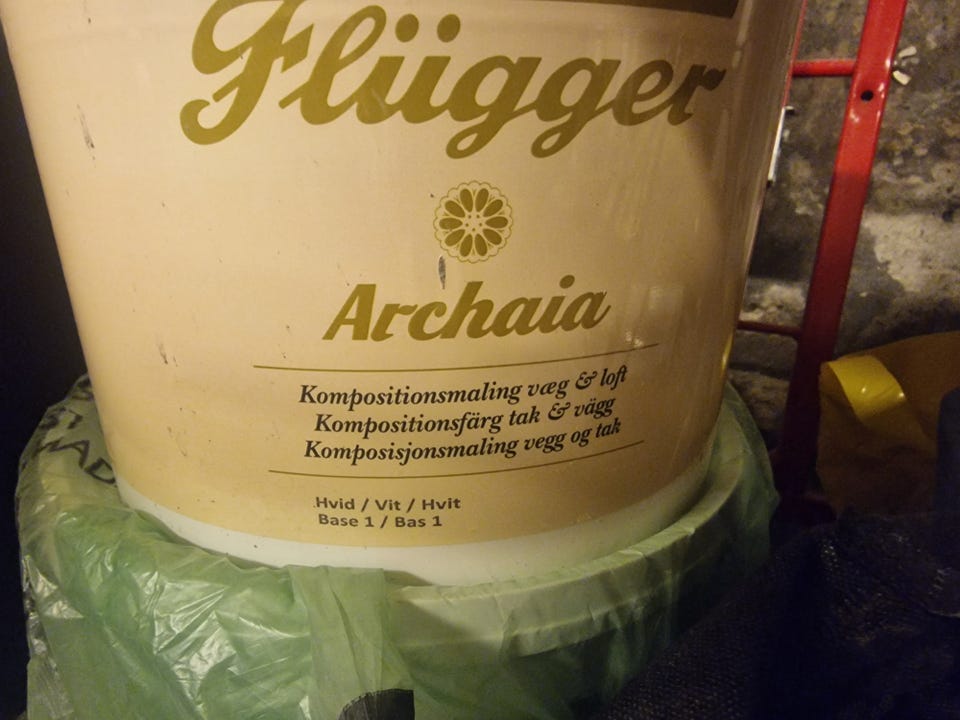 Flügger
Archaia
Kompositionsmaling væg & loft
Kompositionsfärg tak & vägg
Komposisjonsmaling vegg og tak
Hvid / Vit / Hvit
Base 1 / Bas 1